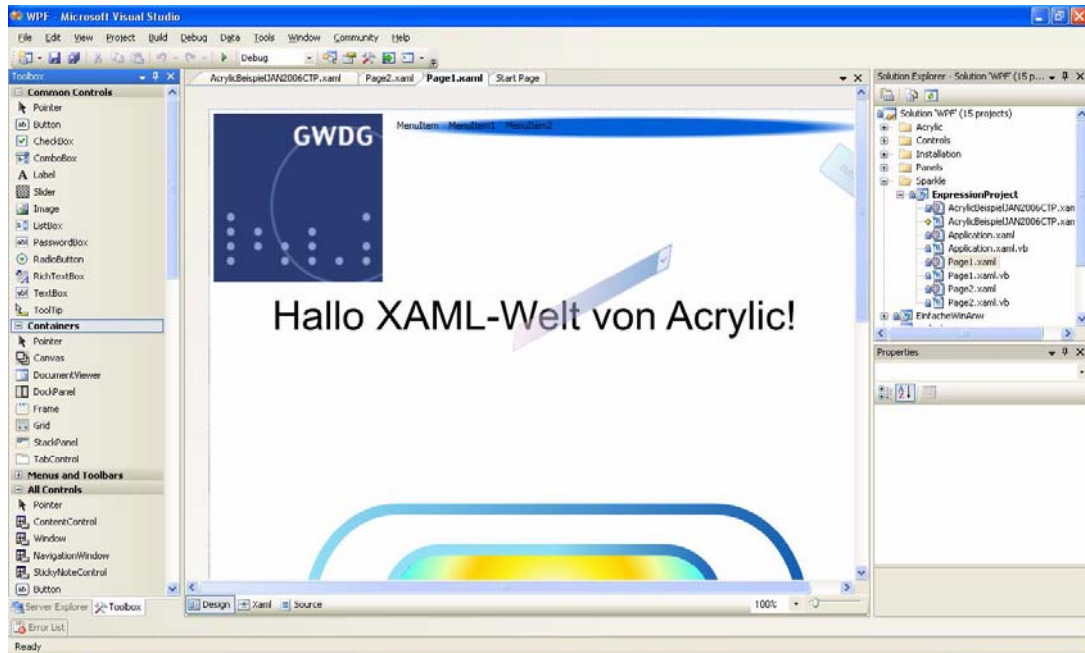 WPF - Microsoft Visual Studio
File Edit View Project Build Debug Data Tools Window Community Help
Debug
Toolbox
Common Controls
Pointer
Button
CheckBox
ComboBox
Label
Slider
Image
ListBox
PasswordBox
RadioButton
RichTextBox
TextBox
ToolTip
Containers
Pointer
Canvas
DocumentViewer
DockPanel
Frame
Grid
StackPanel
TabControl
Menus and Toolbars
All Controls
Pointer
ContentControl
Window
NavigationWindow
StickyNoteControl
Button
Server Explorer Toolbox
Error List
Ready
AcrylicBeispielJAN2006CTP.xaml Page2.xaml Page1.xaml Start Page
GWDG
MenuItem MenuItem1 MenuItem2
Hallo XAML-Welt von Acrylic!
Design Xaml Source
100%
Solution Explorer - Solution 'WPF' (15 p...
Solution 'WPF' (15 projects)
Acrylic
Controls
Installation
Panels
Sparkle
ExpressionProject
AcrylicBeispielJAN2006CTP.xam
AcrylicBeispielJAN2006CTP.xam
Application.xaml
Application.xaml.vb
Page1.xaml
Page1.xaml.vb
Page2.xaml
Page2.xaml.vb
EinfacheWinAnw
Properties